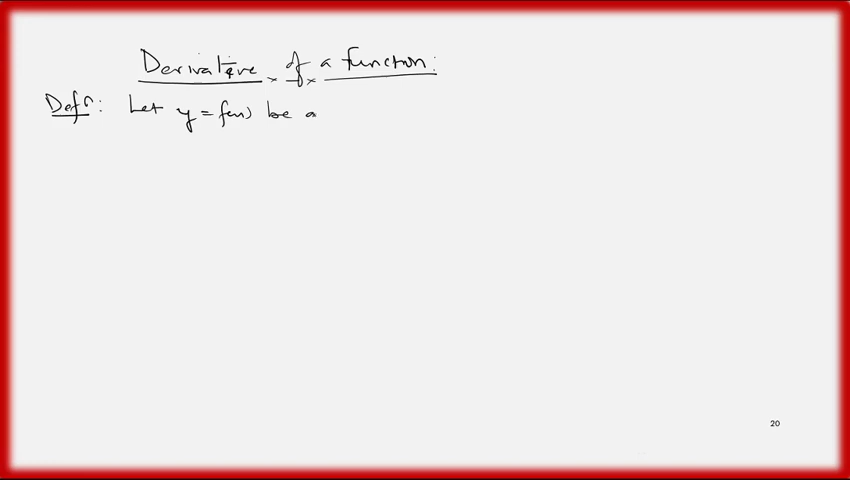 Derivative of a function:
Defn: Let y = f(x) be a
20